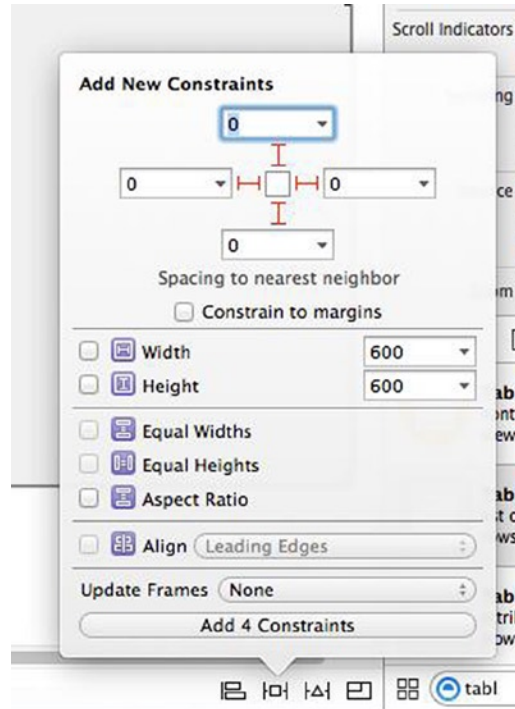 Scroll Indicators
Add New Constraints
0
0
0
0
Spacing to nearest neighbor
Constrain to margins
Width
600
Height
600
Equal Widths
Equal Heights
Aspect Ratio
Align
Leading Edges
Update Frames
None
Add 4 Constraints
tabl